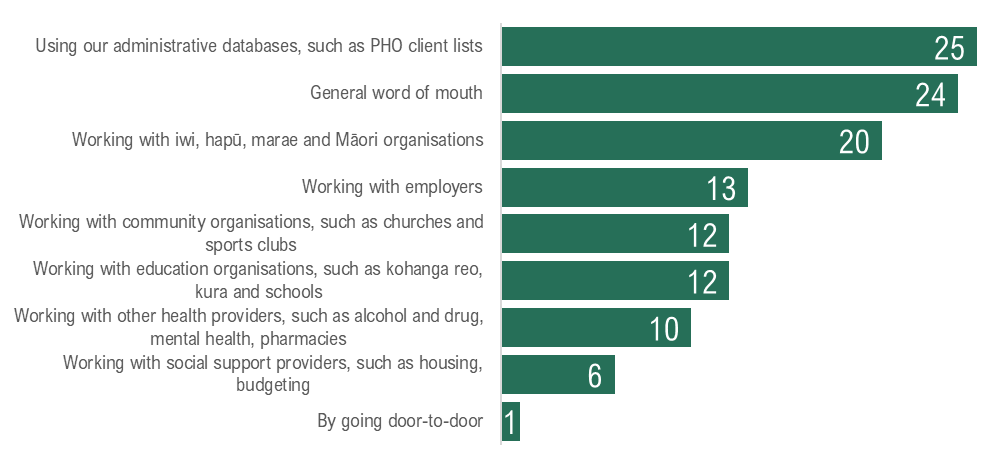 Using our administrative databases, such as PHO client lists
25
General word of mouth
24
Working with iwi, hapū, marae and Māori organisations
20
Working with employers
13
Working with community organisations, such as churches and
sports clubs
12
Working with education organisations, such as kohanga reo,
kura and schools
12
Working with other health providers, such as alcohol and drug,
mental health, pharmacies
10
Working with social support providers, such as housing,
budgeting
6
By going door-to-door
1